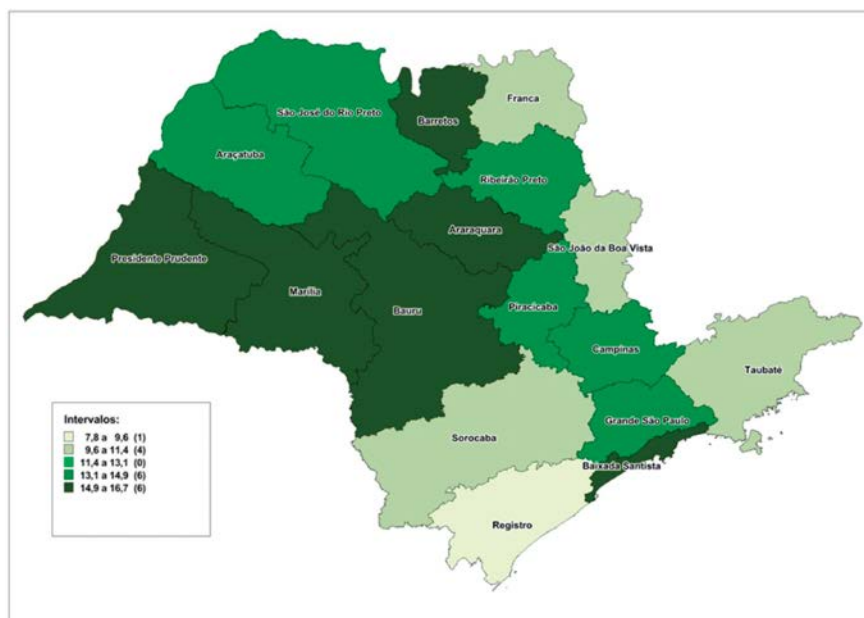 Franca
São José do Rio Preto
Barretos
Araçatuba
Ribeirão Preto
Araraquara
São João da Boa Vista
Presidente Prudente
Marília
Bauru
Piracicaba
Campinas
Taubaté
Grande São Paulo
Sorocaba
Baixada Santista
Registro
Intervalos:
7,8 a 9,6 (1)
9,6 a 11,4 (4)
11,4 a 13,1 (0)
13,1 a 14,9 (6)
14,9 a 16,7 (6)